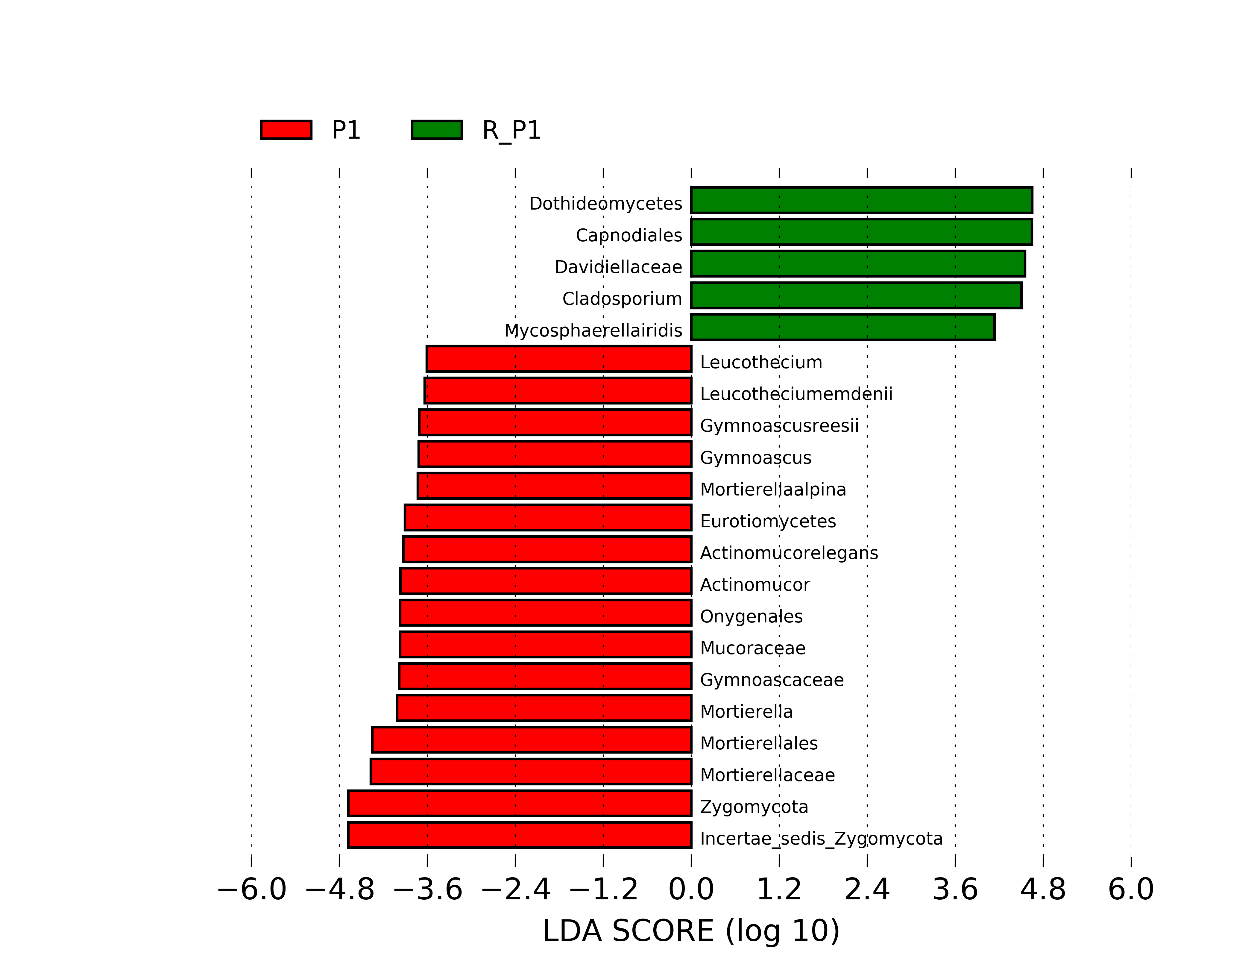 P1 R_P1
Dothideomycetes
Capnodiales
Davidiellaceae
Cladosporium
Mycosphaerellairidis
Leucothecium
Leucotheciumemdenii
Gymnoascusreesii
Gymnoascus
Mortierellaalpina
Eurotiomycetes
Actinomucorelegans
Actinomucor
Onygenales
Mucoraceae
Gymnoascaceae
Mortierella
Mortierellales
Mortierellaceae
Zygomycota
Incertae_sedis_Zygomycota
−6.0 −4.8 −3.6 −2.4 −1.2 0.0 1.2 2.4 3.6 4.8 6.0
LDA SCORE (log 10)